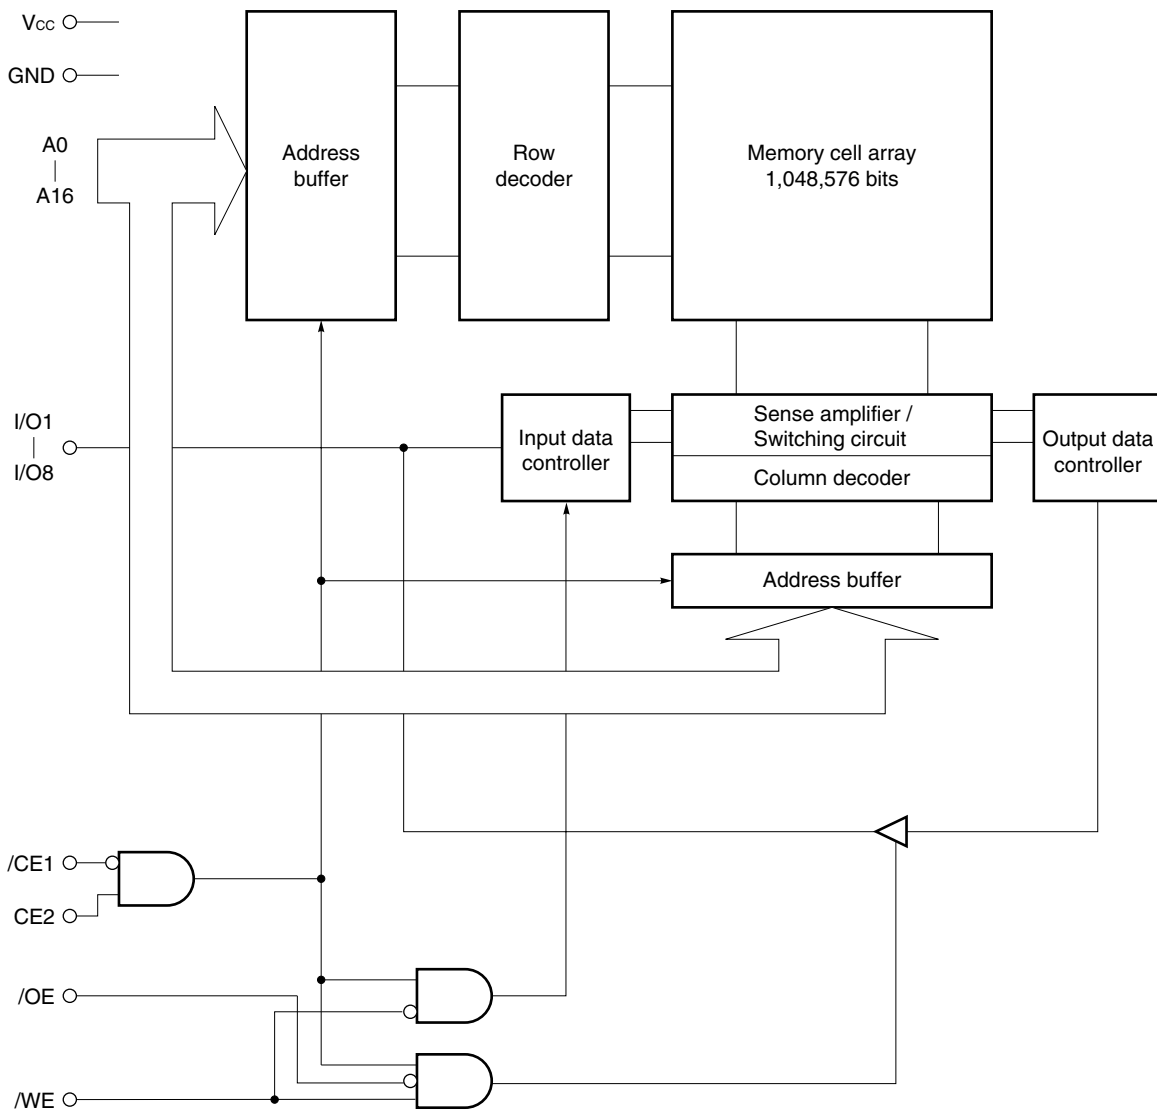 VCC
GND
A0
A16
Address
buffer
Row
decoder
Memory cell array
1,048,576 bits
I/O1
I/O8
Input data
controller
Sense amplifier /
Switching circuit
Column decoder
Output data
controller
Address buffer
/CE1
CE2
/OE
/WE